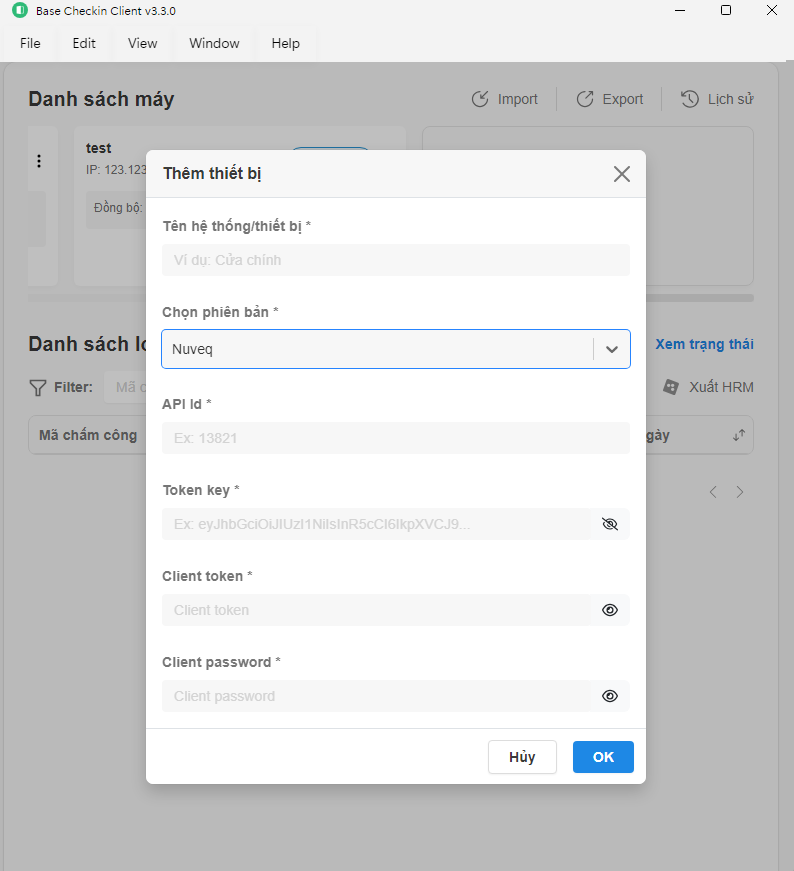 Base Checkin Client v3.3.0
File Edit View Window Help
Danh sách máy
Import Export Lịch sử
test
IP: 123.123
Đồng bộ:
Thêm thiết bị
Tên hệ thống/thiết bị *
Ví dụ: Cửa chính
Chọn phiên bản *
Nuveq
API Id *
Ex: 13821
Token key *
Ex: eyJhbGciOiJIUzI1NiIsInR5cCI6IkpXVCJ9...
Client token *
Client token
Client password *
Client password
Hủy OK
Danh sách
Xem trạng thái
Filter: Mã
Xuất HRM
Mã chấm công
gày